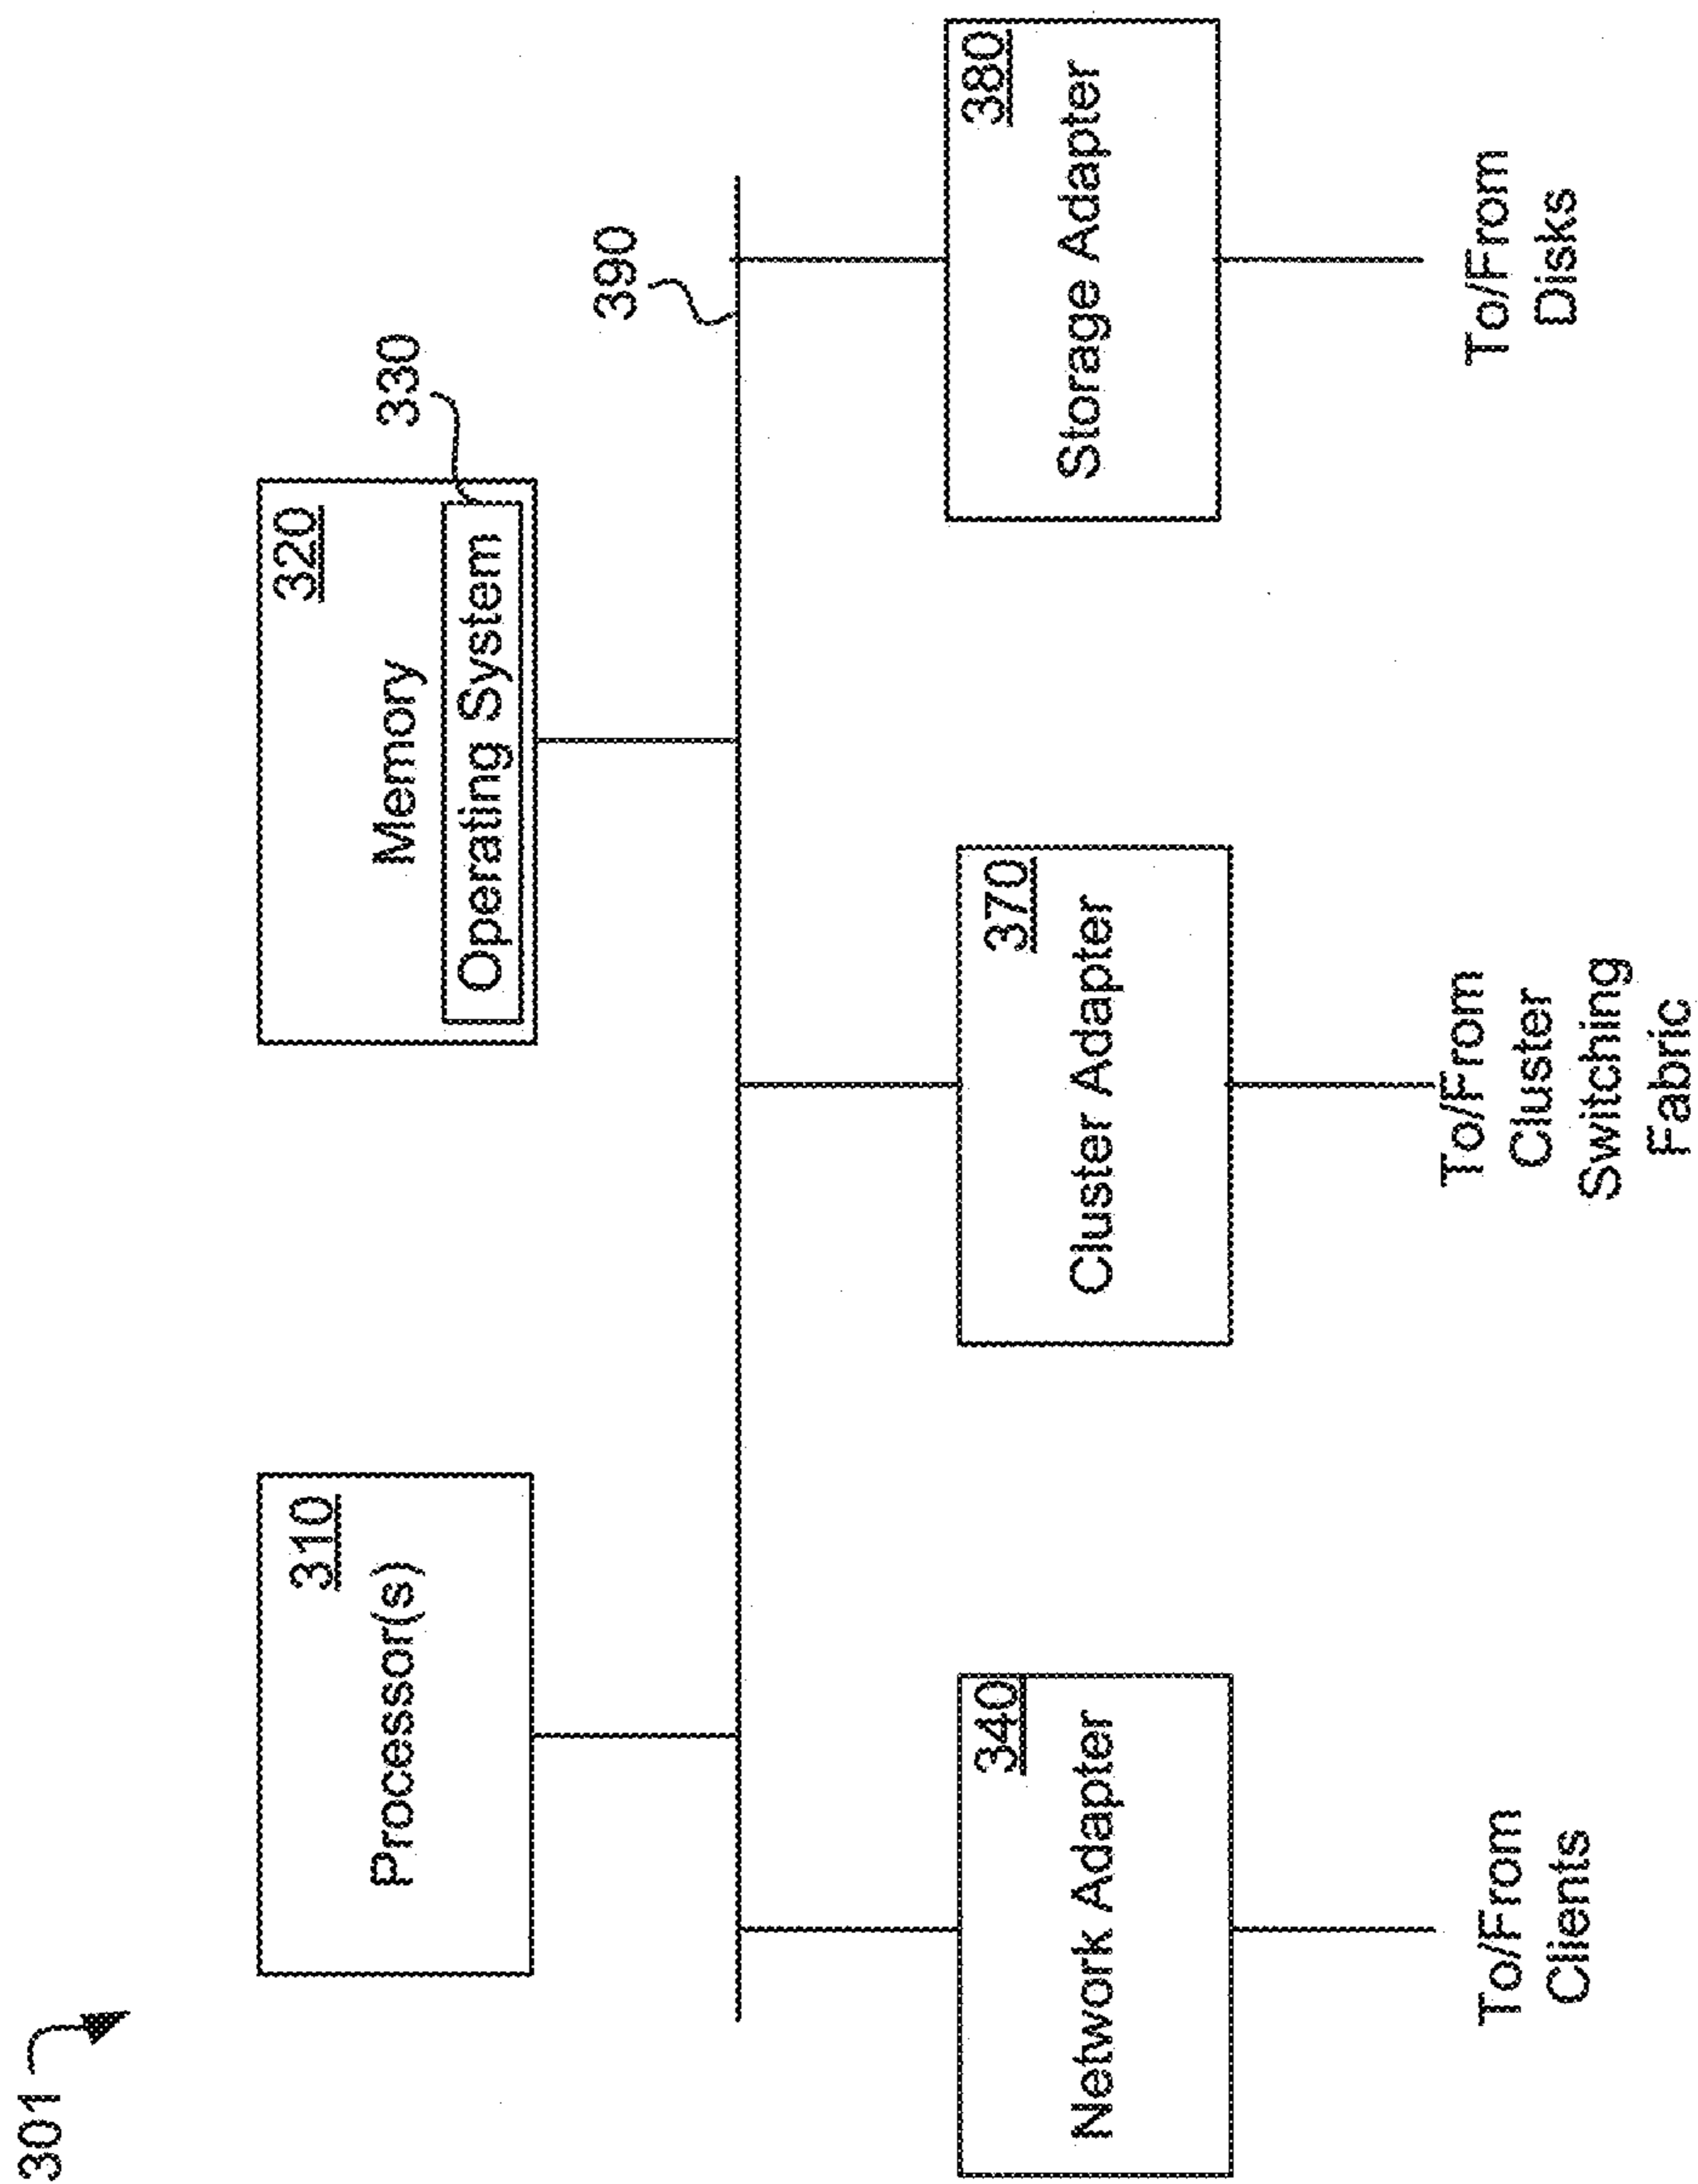 301
310
Processor(s)
320
Memory
Operating System
330
390
340
Network Adapter
370
Cluster Adapter
380
Storage Adapter
To/From
Clients
To/From
Cluster
Switching
Fabric
To/From
Disks